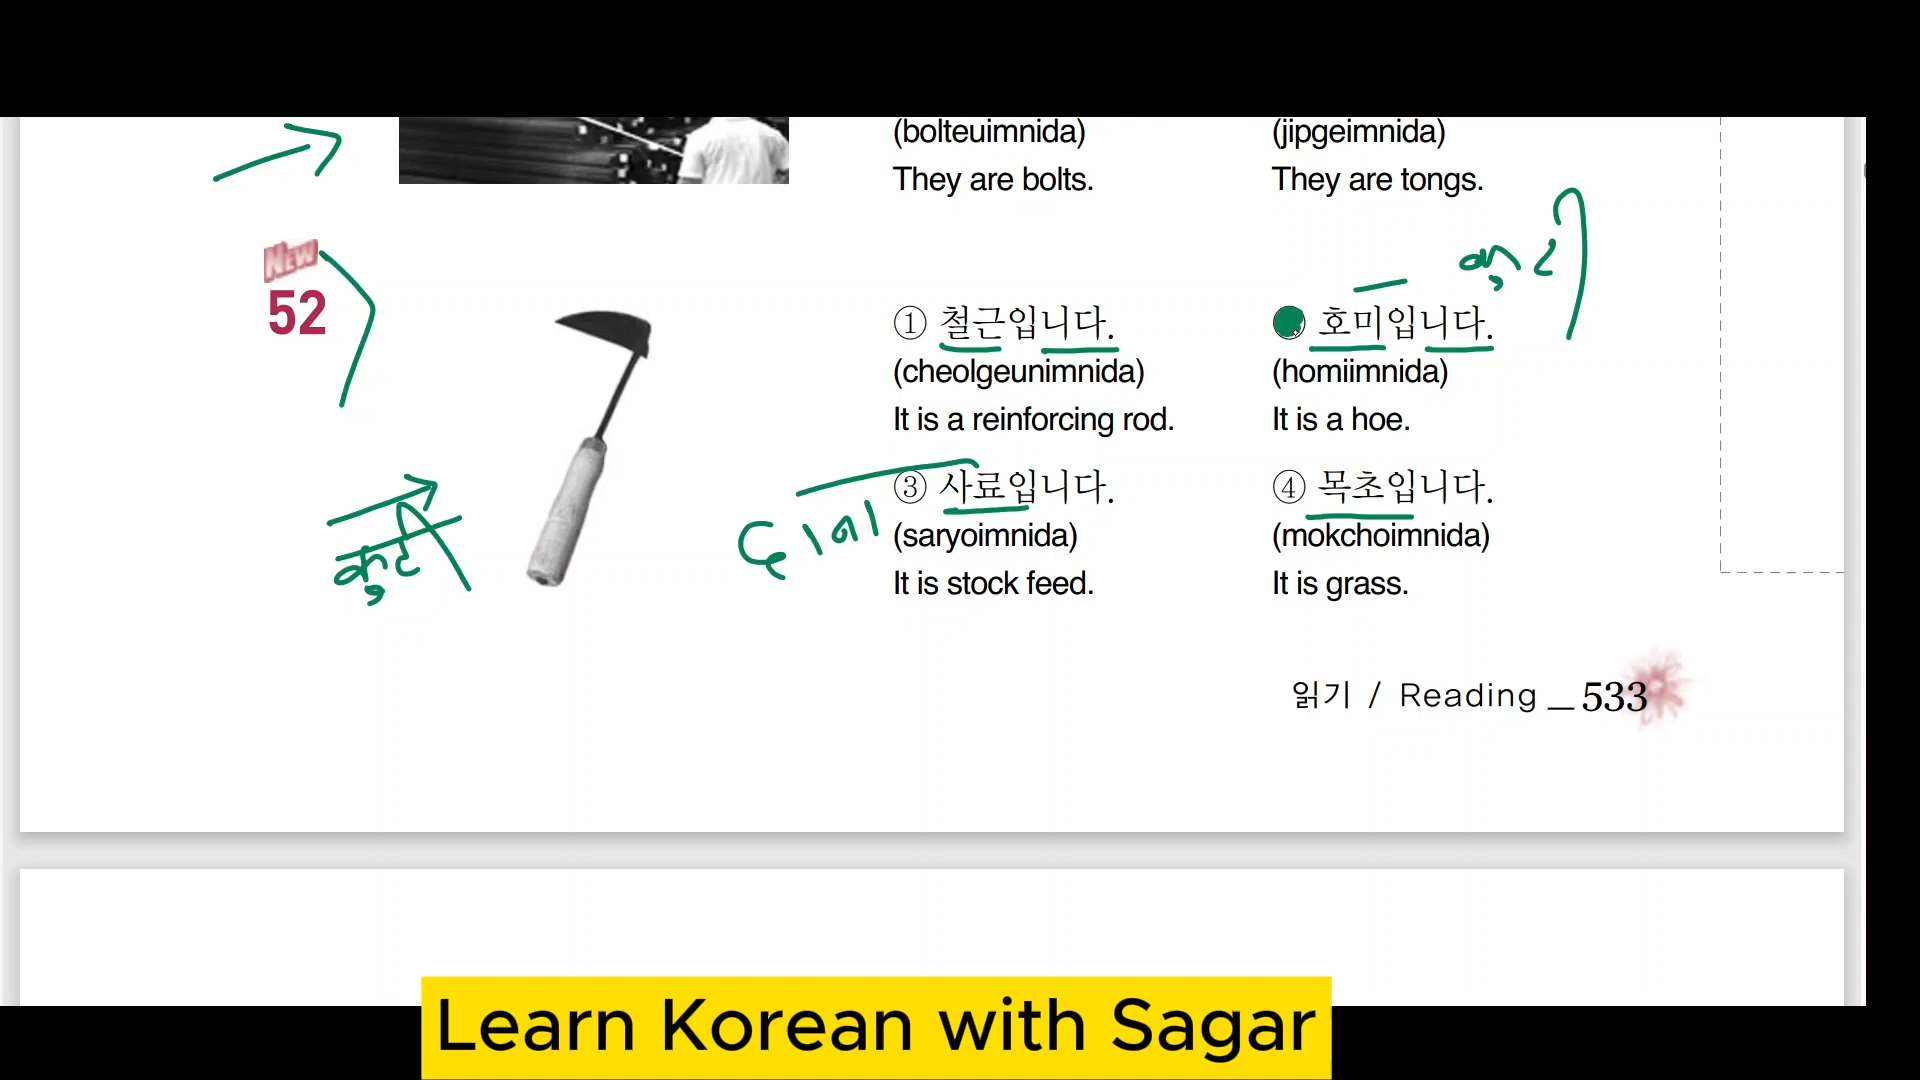 (bolteuimnida) (jipgeimnida)
They are bolts. They are tongs.
NEW
52
① 철근입니다. 호미입니다.
(cheolgeunimnida) (homiimnida)
It is a reinforcing rod. It is a hoe.
③ 사료입니다. ④ 목초입니다.
(saryoimnida) (mokchoimnida)
It is stock feed. It is grass.
읽기 / Reading _ 533
Learn Korean with Sagar